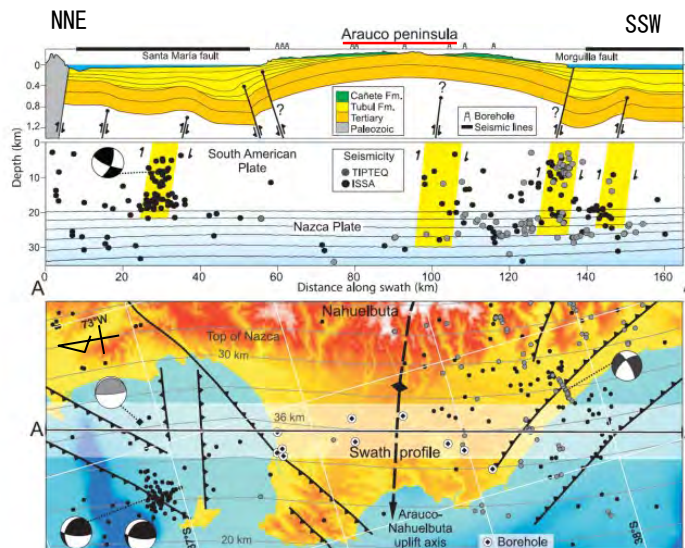 NNE
Arauco peninsula
SSW
Santa María fault
Morguilla fault
0
0.4
0.8
1.2
?
?
?
Cañete Fm.
Tubul Fm.
Tertiary
Paleozoic
Borehole
Seismic lines
Depth (km)
0
10
20
30
South American
Plate
Seismicity
TIPTEQ
ISSA
Nazca Plate
0 20 40 60 80 100 120 140 160
Distance along swath (km)
A
Nahuelbuta
73°W
Top of Nazca
30 km
36 km
A
A
Swath profile
Arauco-
Nahuelbuta
uplift axis
20 km
37°S
38°S
Borehole